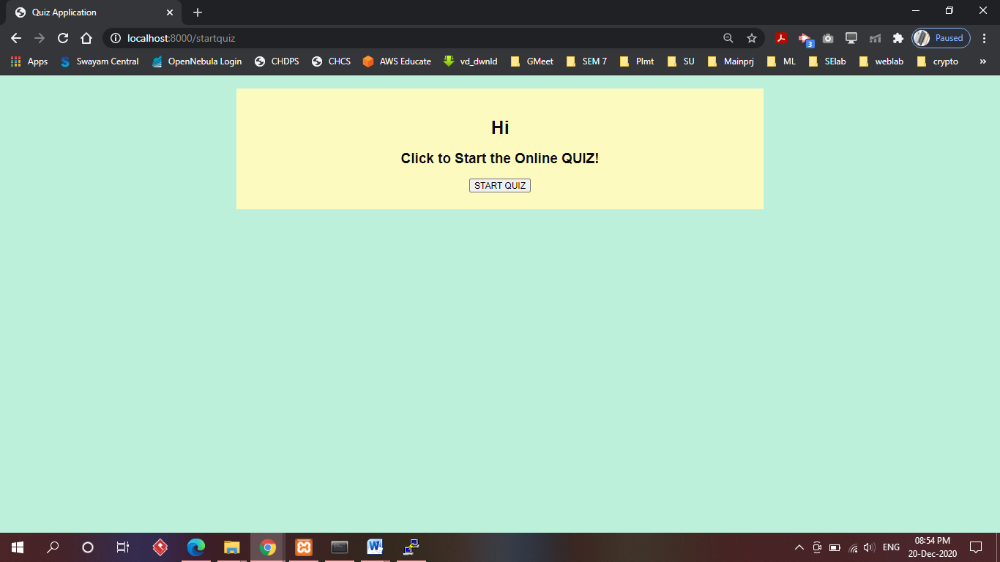 Quiz Application
localhost:8000/startquiz
3
Paused
Apps Swayam Central OpenNebula Login CHDPS CHCS AWS Educate vd_dwnld GMeet SEM 7 Plmt SU Mainprj ML SElab weblab crypto »
Hi
Click to Start the Online QUIZ!
START QUIZ
ENG
08:54 PM
20-Dec-2020